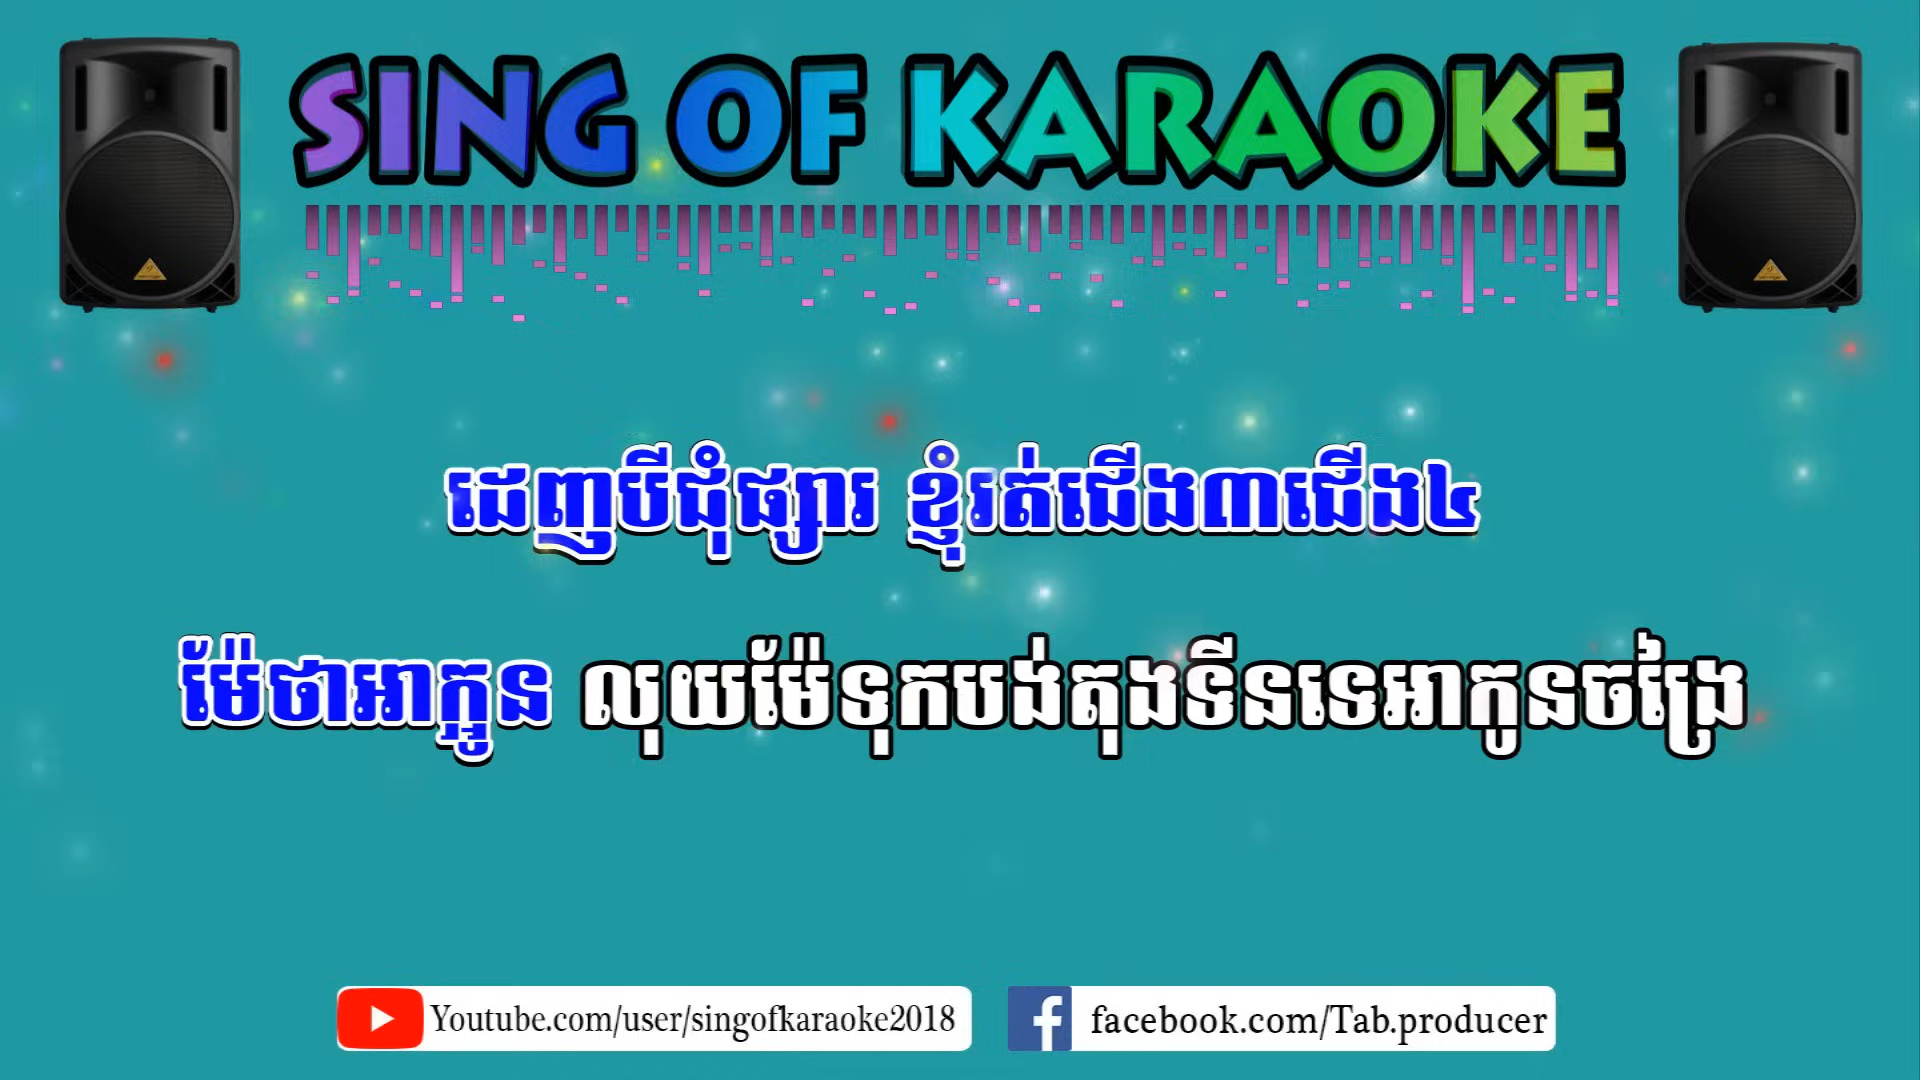 SING OF KARAOKE
ដេញបីជុំផ្សារ ខ្ញុំរត់ជើង៣ជើង៤
ម៉ែថាអាក្អូន លុយម៉ែទុកបង់តុងទីនទេអាកូនចង្រៃ
Youtube.com/user/singofkaraoke2018
facebook.com/Tab.producer